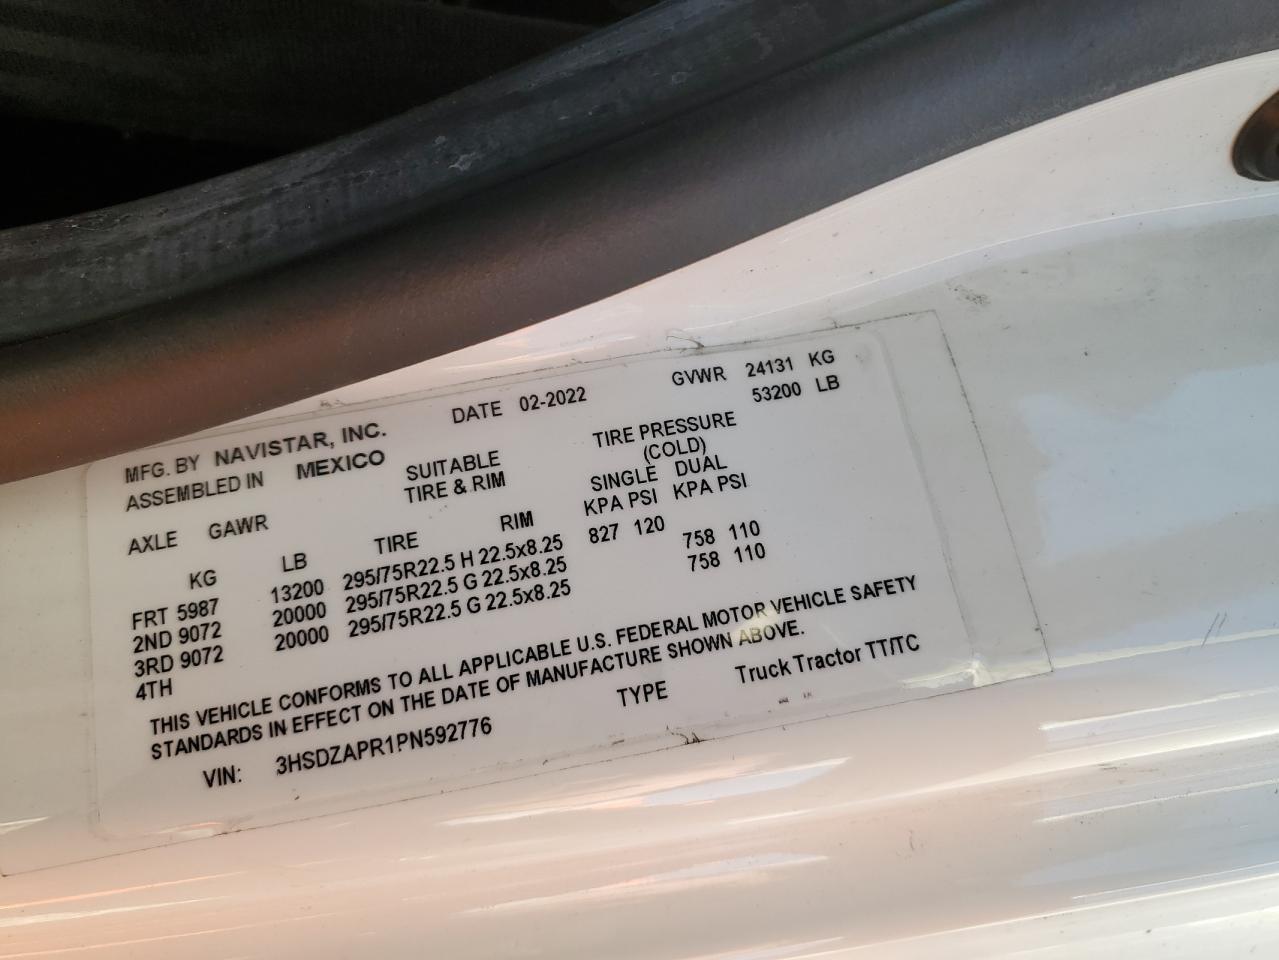 MFG. BY NAVISTAR, INC. DATE 02-2022 GVWR 24131 KG
ASSEMBLED IN MEXICO 53200 LB
SUITABLE TIRE PRESSURE
TIRE & RIM (COLD)
AXLE GAWR SINGLE DUAL
TIRE RIM KPA PSI KPA PSI
KG LB
FRT 5987 13200 295/75R22.5 H 22.5x8.25 827 120
2ND 9072 20000 295/75R22.5 G 22.5x8.25 758 110
3RD 9072 20000 295/75R22.5 G 22.5x8.25 758 110
4TH
THIS VEHICLE CONFORMS TO ALL APPLICABLE U.S. FEDERAL MOTOR VEHICLE SAFETY
STANDARDS IN EFFECT ON THE DATE OF MANUFACTURE SHOWN ABOVE.
VIN: 3HSDZAPR1PN592776 TYPE Truck Tractor TT/TC